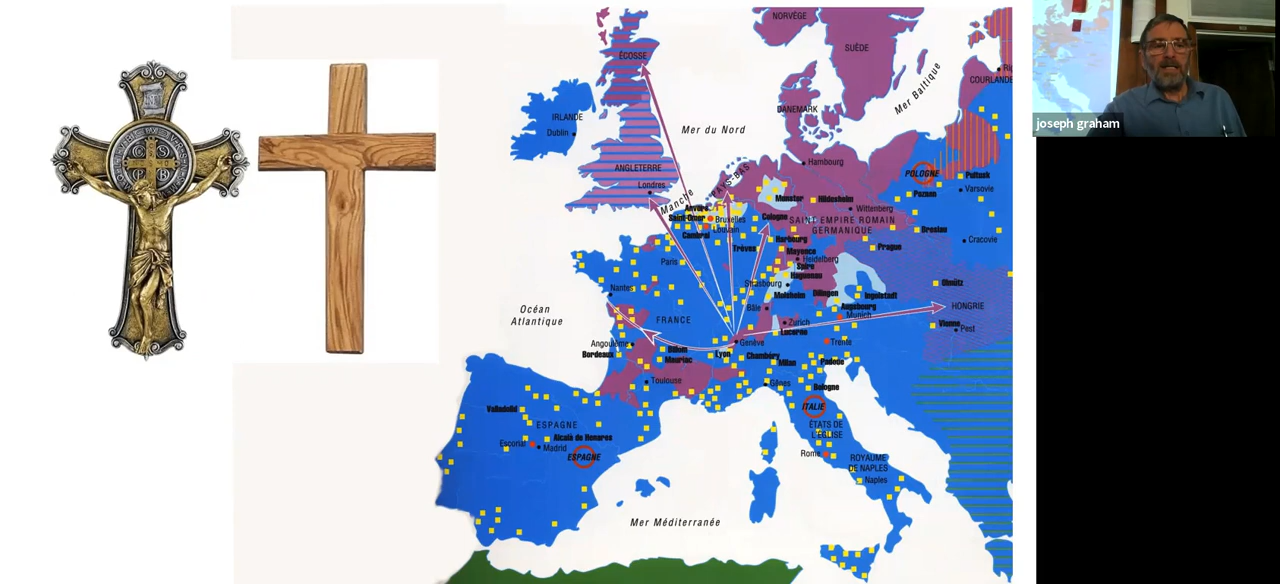 NORVÈGE
SUÈDE
ÉCOSSE
COURLANDE
Mer Baltique
DANEMARK
IRLANDE
Dublin
Mer du Nord
Hambourg
ANGLETERRE
PAYS-BAS
POLOGNE
Pultusk
Varsovie
Londres
Manche
Munster
Hildesheim
Poznan
Anvers
Wittenberg
Saint-Omer
Bruxelles
Cologne
SAINT EMPIRE ROMAIN
GERMANIQUE
Louvain
Cambrai
Breslau
Cracovie
Trèves
Prague
Mayence
Heidelberg
Paris
Spire
Haguenau
Strasbourg
Olmütz
Nantes
Molsheim
Dillingen
Ingolstadt
Augsbourg
HONGRIE
Océan
Atlantique
Bâle
Munich
FRANCE
Zurich
Vienne
Pest
Lucerne
Angoulême
Genève
Trente
Bordeaux
Billom
Mauriac
Lyon
Chambéry
Milan
Padoue
Toulouse
Gênes
Bologne
Valladolid
ITALIE
ESPAGNE
ÉTATS DE
L'ÉGLISE
Alcalà de Henares
Escorial
Madrid
ESPAGNE
Rome
ROYAUME
DE NAPLES
Naples
Mer Méditerranée
joseph graham